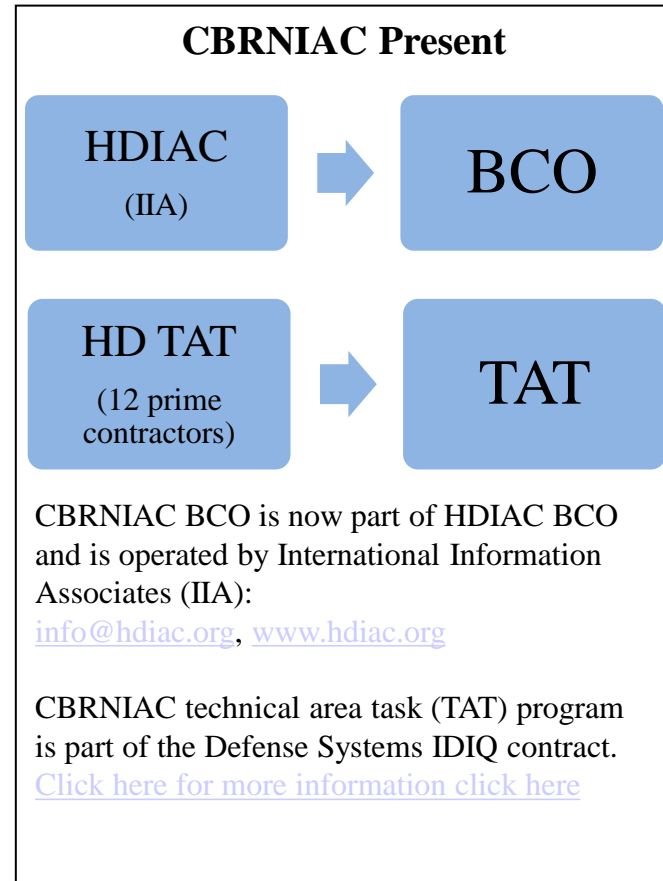 CBRNIAC Present
HDIAC
(IIA)
BCO
HD TAT
(12 prime
contractors)
TAT
CBRNIAC BCO is now part of HDIAC BCO
and is operated by International Information
Associates (IIA):
info@hdiac.org, www.hdiac.org
CBRNIAC technical area task (TAT) program
is part of the Defense Systems IDIQ contract.
Click here for more information click here